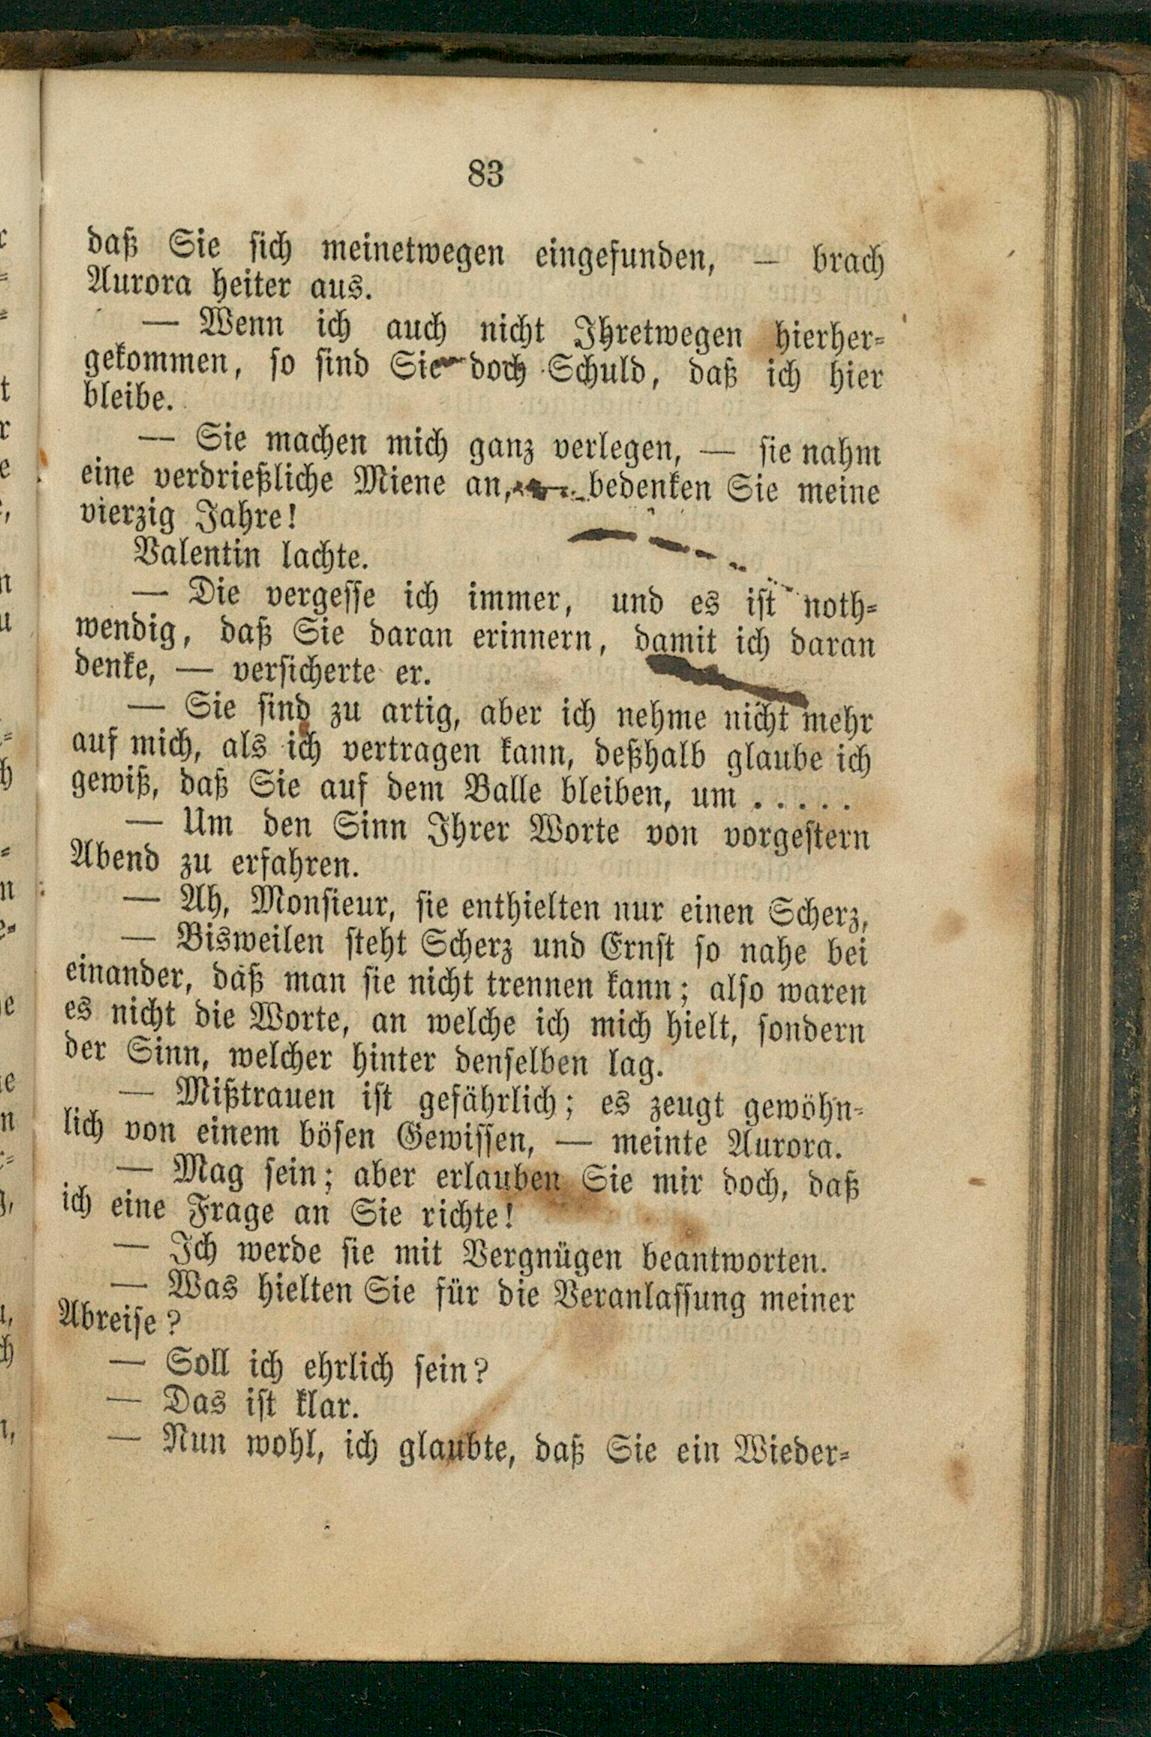 83
daß Sie sich meinetwegen eingefunden, — brach
Aurora heiter aus.
— Wenn ich auch nicht Ihretwegen hierher-
gekommen, so sind Sie doch Schuld, daß ich hier
bleibe.
— Sie machen mich ganz verlegen, — sie nahm
eine verdrießliche Miene an, — bedenken Sie meine
vierzig Jahre!
Valentin lachte.
— Die vergesse ich immer, und es ist noth-
wendig, daß Sie daran erinnern, damit ich daran
denke, — versicherte er.
— Sie sind zu artig, aber ich nehme nicht mehr
auf mich, als ich vertragen kann, deßhalb glaube ich
gewiß, daß Sie auf dem Balle bleiben, um . . . . .
— Um den Sinn Ihrer Worte von vorgestern
Abend zu erfahren.
— Ah, Monsieur, sie enthielten nur einen Scherz,
— Bisweilen steht Scherz und Ernst so nahe bei
einander, daß man sie nicht trennen kann; also waren
es nicht die Worte, an welche ich mich hielt, sondern
der Sinn, welcher hinter denselben lag.
— Mißtrauen ist gefährlich; es zeugt gewöhn-
lich von einem bösen Gewissen, — meinte Aurora.
— Mag sein; aber erlauben Sie mir doch, daß
ich eine Frage an Sie richte!
— Ich werde sie mit Vergnügen beantworten.
— Was hielten Sie für die Veranlassung meiner
Abreise?
— Soll ich ehrlich sein?
— Das ist klar.
— Nun wohl, ich glaubte, daß Sie ein Wieder-